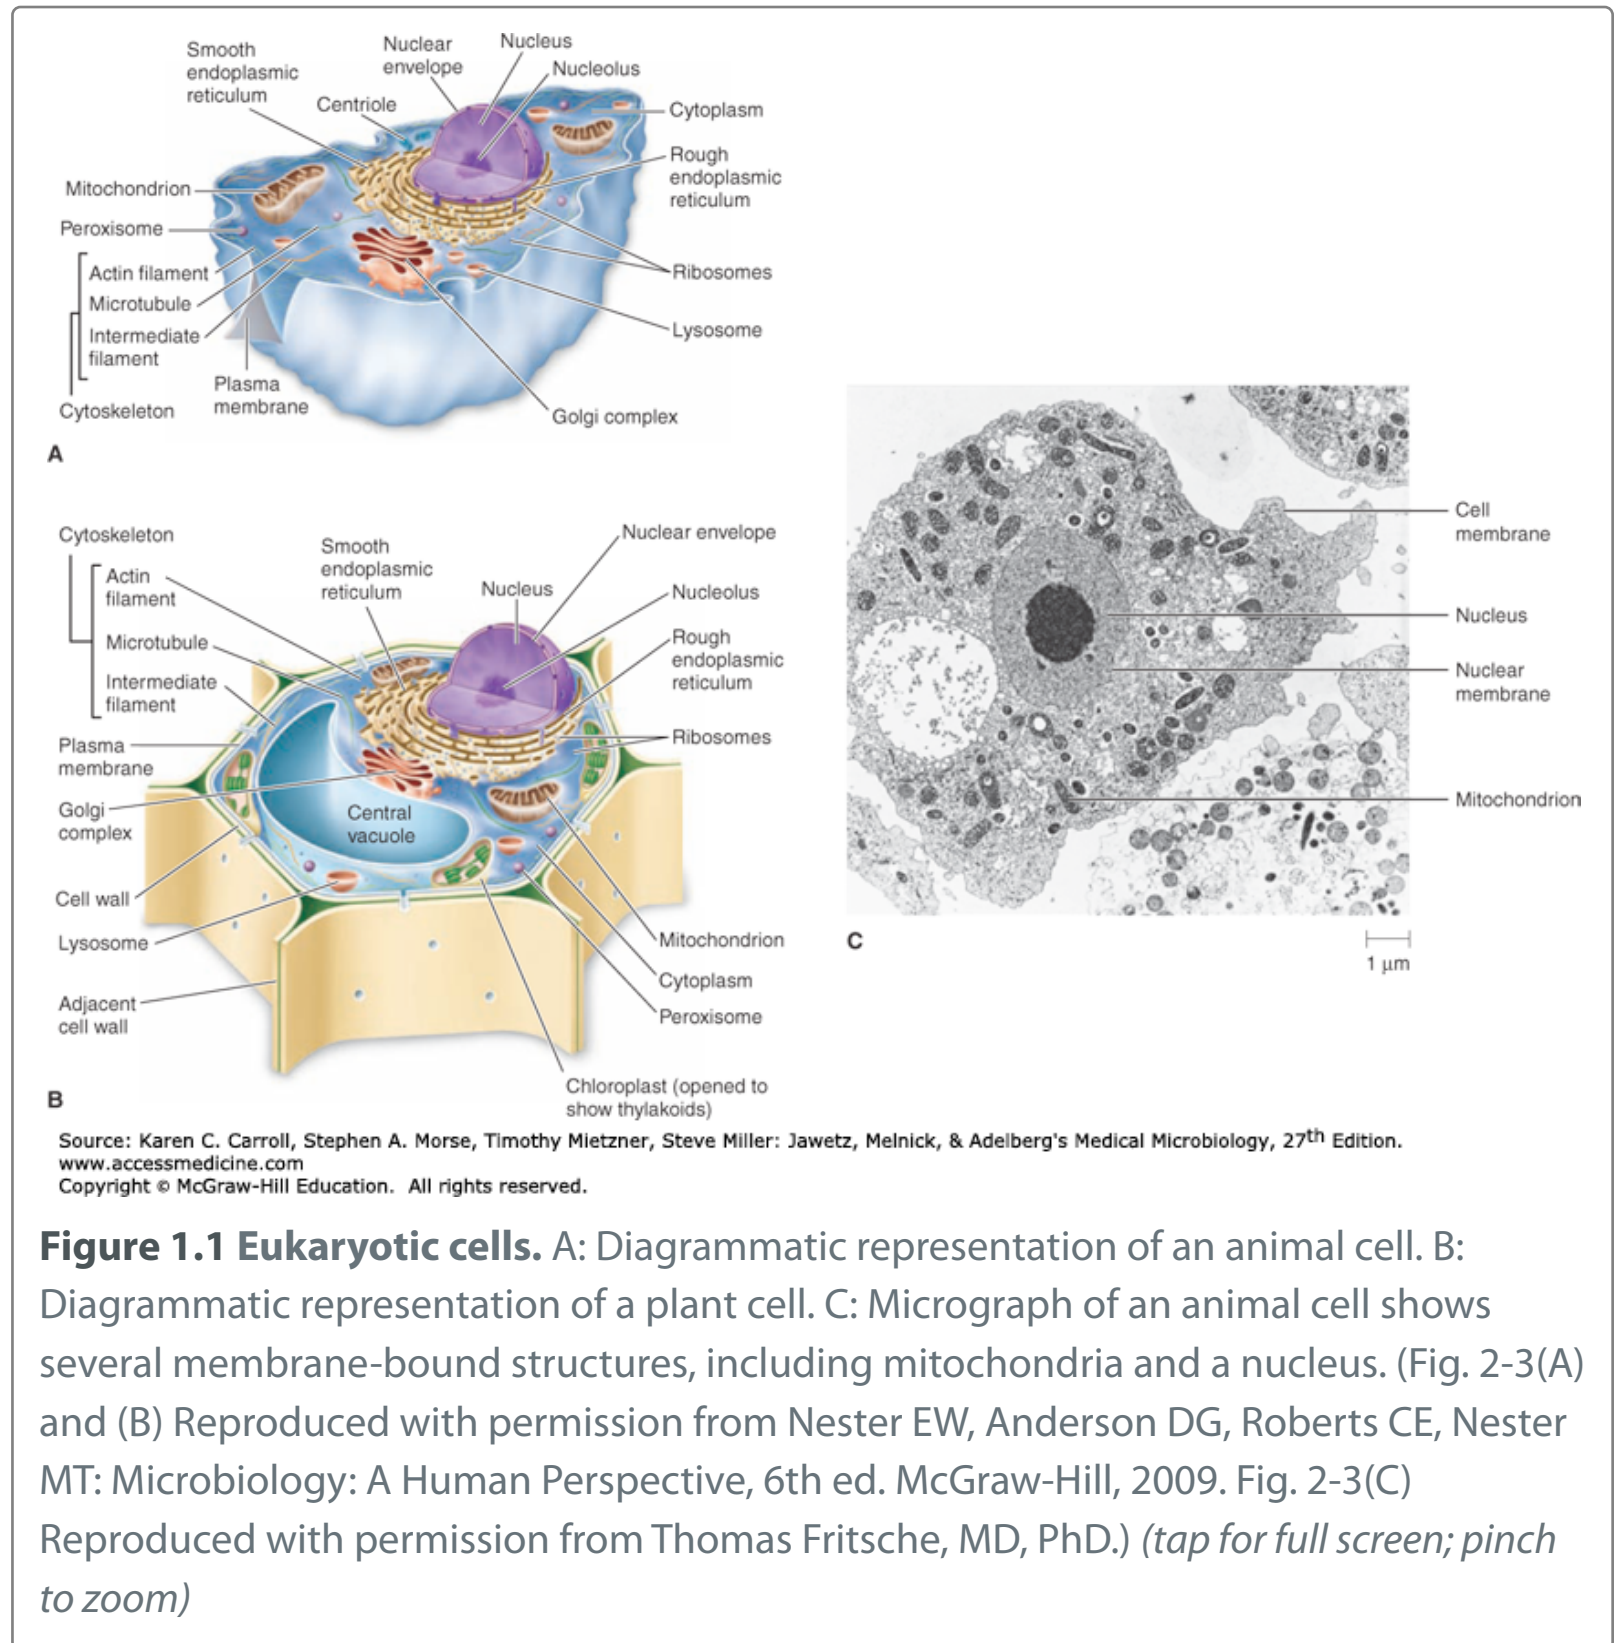 Smooth
endoplasmic
reticulum
Nuclear
envelope
Nucleus
Nucleolus
Centriole
Cytoplasm
Rough
endoplasmic
reticulum
Mitochondrion
Peroxisome
Actin filament
Microtubule
Intermediate
filament
Cytoskeleton
Plasma
membrane
Ribosomes
Lysosome
Golgi complex
A
Cytoskeleton
Actin
filament
Microtubule
Intermediate
filament
Smooth
endoplasmic
reticulum
Nucleus
Nuclear envelope
Nucleolus
Rough
endoplasmic
reticulum
Ribosomes
Plasma
membrane
Golgi
complex
Central
vacuole
Cell wall
Lysosome
Adjacent
cell wall
Mitochondrion
Cytoplasm
Peroxisome
Chloroplast (opened to
show thylakoids)
B
Cell
membrane
Nucleus
Nuclear
membrane
Mitochondrion
C
1 μm
Source: Karen C. Carroll, Stephen A. Morse, Timothy Mietzner, Steve Miller: Jawetz, Melnick, & Adelberg's Medical Microbiology, 27th Edition.
www.accessmedicine.com
Copyright © McGraw-Hill Education. All rights reserved.
Figure 1.1 Eukaryotic cells. A: Diagrammatic representation of an animal cell. B:
Diagrammatic representation of a plant cell. C: Micrograph of an animal cell shows
several membrane-bound structures, including mitochondria and a nucleus. (Fig. 2-3(A)
and (B) Reproduced with permission from Nester EW, Anderson DG, Roberts CE, Nester
MT: Microbiology: A Human Perspective, 6th ed. McGraw-Hill, 2009. Fig. 2-3(C)
Reproduced with permission from Thomas Fritsche, MD, PhD.) (tap for full screen; pinch
to zoom)